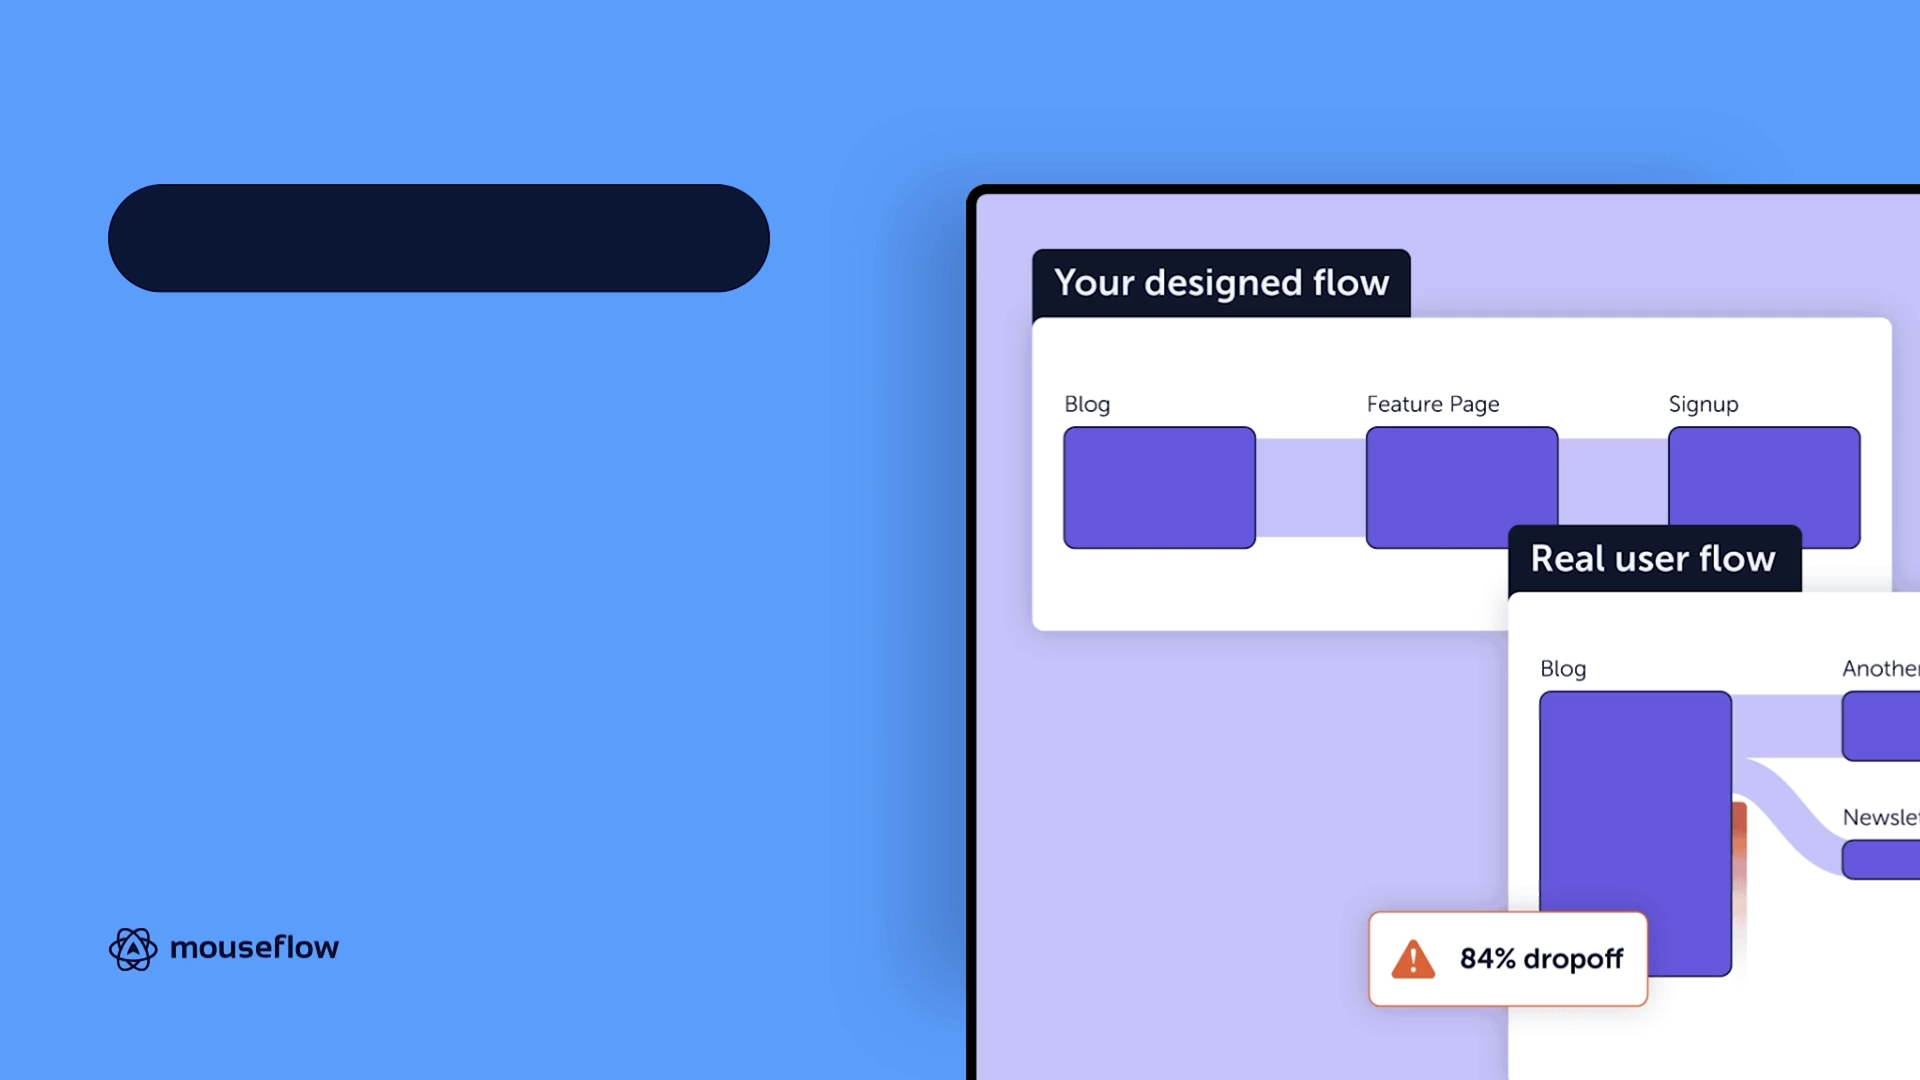 Your designed flow
Blog
Feature Page
Signup
Real user flow
Blog
84% dropoff
mouseflow